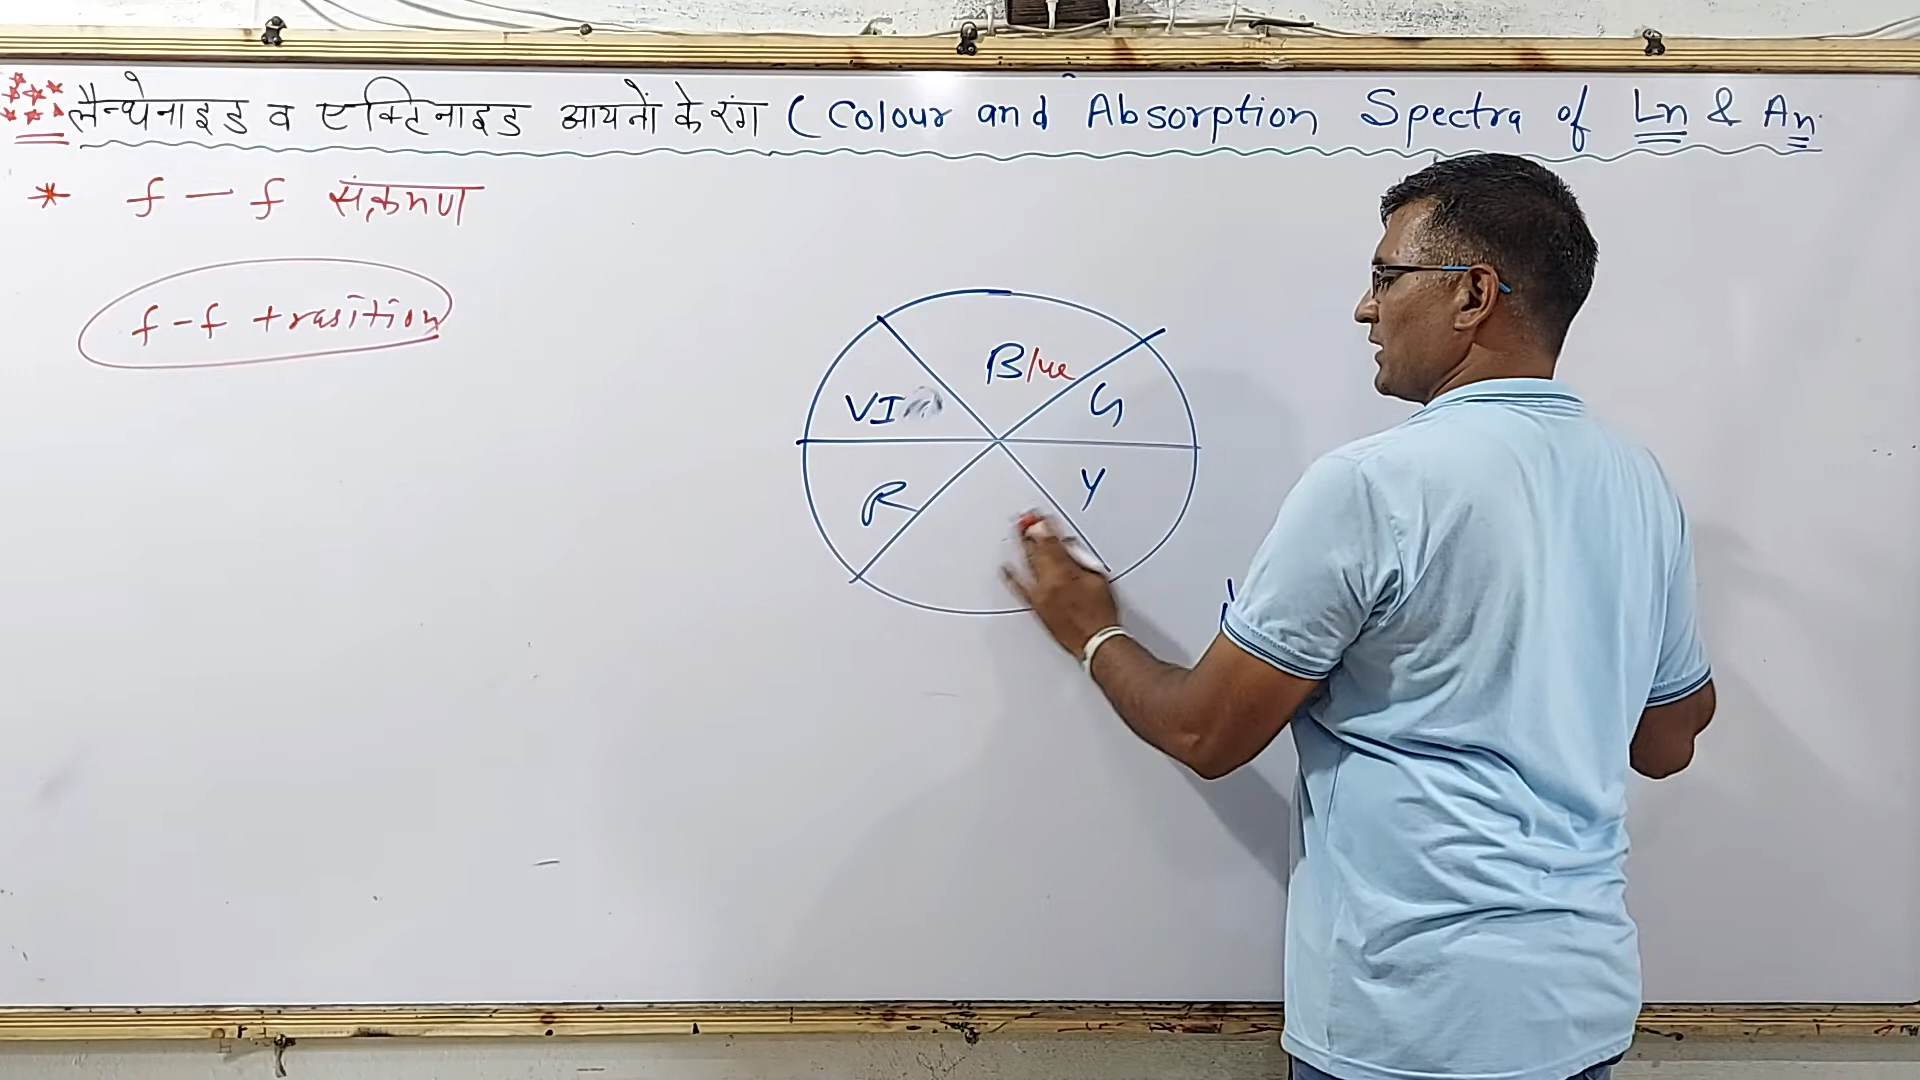 लैन्थेनाइड व एक्टिनाइड आयनों के रंग ( Colour and Absorption Spectra of Ln & An.
* f – f संक्रमण
f – f trasition
Blue
VI
G
R
Y